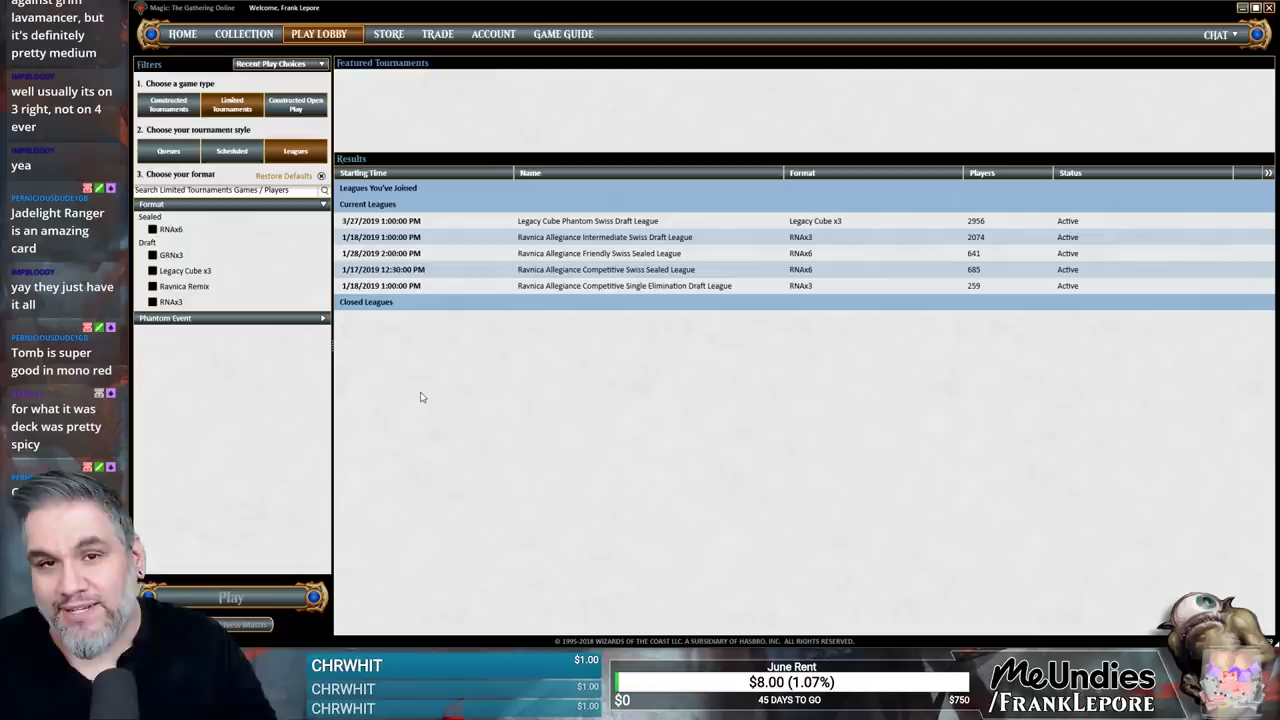 against grim
lavamancer, but
it's definitely
pretty medium
IMPBLOODY
well usually its on
3 right, not on 4
ever
IMPBLOODY
yea
PERNICIOUSDUDE1GB
Jadelight Ranger
is an amazing
card
IMPBLOODY
yay they just have
it all
PERNICIOUSDUDE1GB
Tomb is super
good in mono red
for what it was
deck was pretty
spicy
Magic: The Gathering Online Welcome, Frank Lepore
HOME COLLECTION PLAY LOBBY STORE TRADE ACCOUNT GAME GUIDE CHAT
Filters Recent Play Choices
1. Choose a game type
Constructed Tournaments Limited Tournaments Constructed Open Play
2. Choose your tournament style
Queues Scheduled Leagues
3. Choose your format Restore Defaults
Search Limited Tournaments Games / Players
Format
Sealed
RNAx6
Draft
GRNx3
Legacy Cube x3
Ravnica Remix
RNAx3
Phantom Event
Play
Match
Featured Tournaments
Results
Starting Time Name Format Players Status
Leagues You've Joined
Current Leagues
3/27/2019 1:00:00 PM Legacy Cube Phantom Swiss Draft League Legacy Cube x3 2956 Active
1/18/2019 1:00:00 PM Ravnica Allegiance Intermediate Swiss Draft League RNAx3 2074 Active
1/28/2019 2:00:00 PM Ravnica Allegiance Friendly Swiss Sealed League RNAx6 641 Active
1/17/2019 12:30:00 PM Ravnica Allegiance Competitive Swiss Sealed League RNAx6 685 Active
1/18/2019 1:00:00 PM Ravnica Allegiance Competitive Single Elimination Draft League RNAx3 259 Active
Closed Leagues
© 1995-2018 WIZARDS OF THE COAST LLC. A SUBSIDIARY OF HASBRO, INC. ALL RIGHTS RESERVED.
CHRWHIT $1.00
CHRWHIT $1.00
CHRWHIT $1.00
June Rent
$8.00 (1.07%)
$0 45 DAYS TO GO $750
MeUndies
/FRANKLEPORE